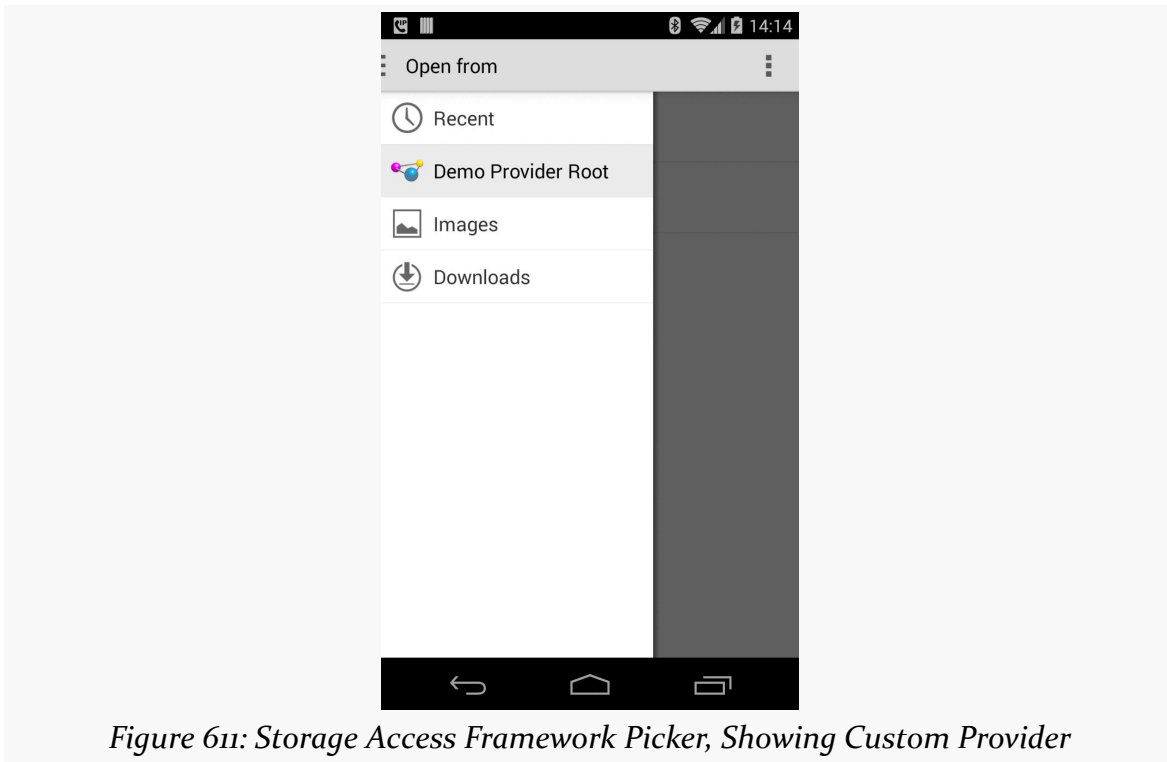 14:14
Open from
Recent
Demo Provider Root
Images
Downloads
Figure 611: Storage Access Framework Picker, Showing Custom Provider